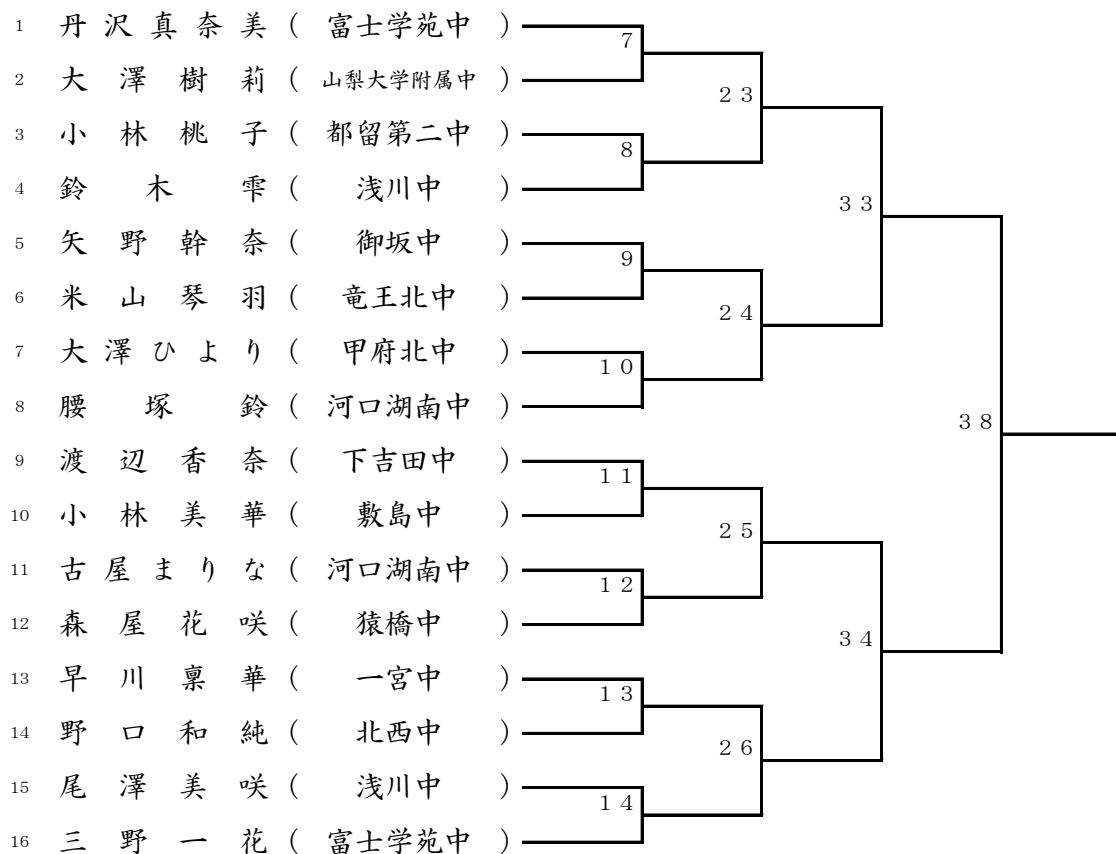 1 丹沢真奈美 ( 富士学苑中 )
7
2 大澤樹莉 ( 山梨大学附属中 )
23
3 小林桃子 ( 都留第二中 )
8
4 鈴木雫 ( 浅川中 )
33
5 矢野幹奈 ( 御坂中 )
9
6 米山琴羽 ( 竜王北中 )
24
7 大澤ひより ( 甲府北中 )
10
8 腰塚鈴 ( 河口湖南中 )
38
9 渡辺香奈 ( 下吉田中 )
11
10 小林美華 ( 敷島中 )
25
11 古屋まりな ( 河口湖南中 )
12
12 森屋花咲 ( 猿橋中 )
34
13 早川稟華 ( 一宮中 )
13
14 野口和純 ( 北西中 )
26
15 尾澤美咲 ( 浅川中 )
14
16 三野一花 ( 富士学苑中 )